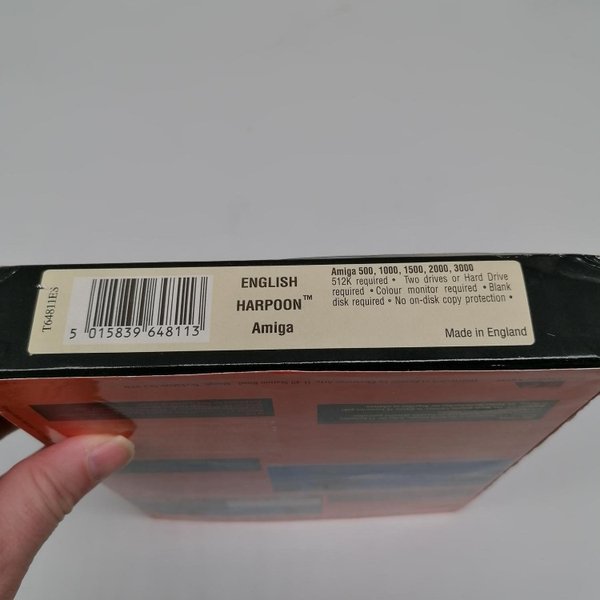 T64811ES
5 015839 648113
ENGLISH
HARPOON™
Amiga
Amiga 500, 1000, 1500, 2000, 3000
512K required • Two drives or Hard Drive
required • Colour monitor required • Blank
disk required • No on-disk copy protection •
Made in England